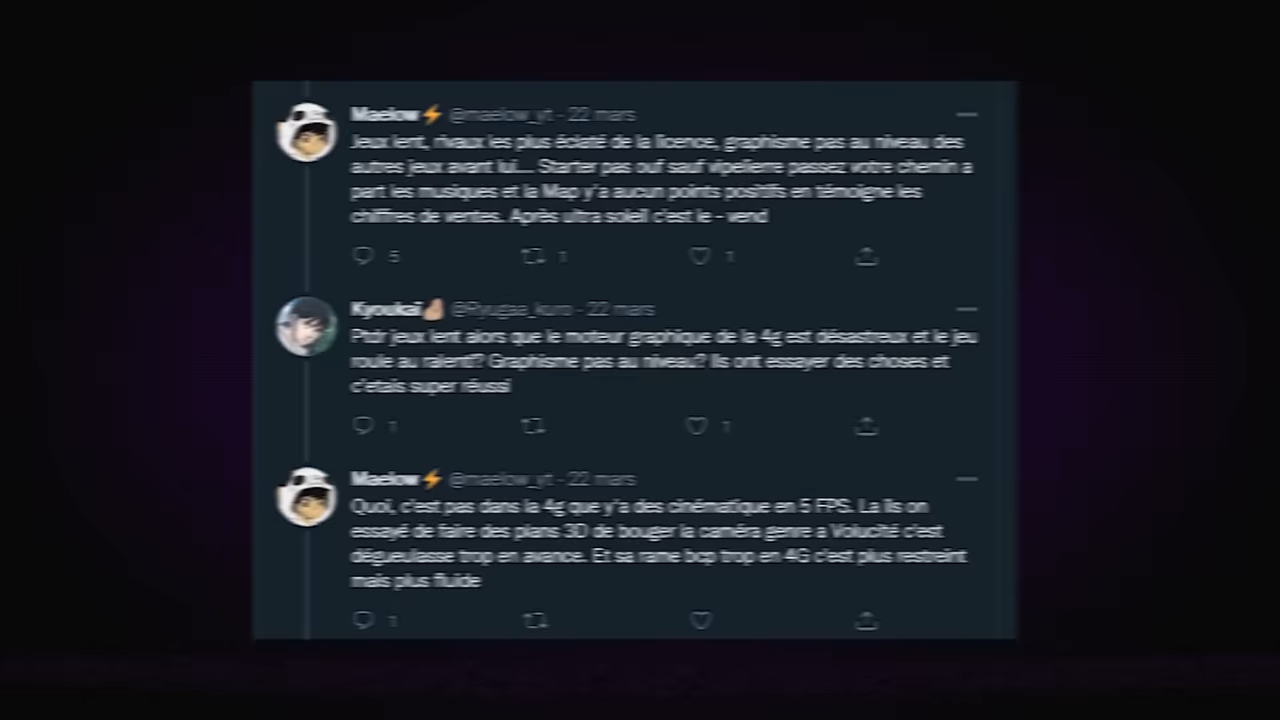 Maelow⚡ @maelow_yt · 22 mars
Jeux lent, rivaux les plus éclaté de la licence, graphisme pas au niveau des
autres jeux avant lui.... Starter pas ouf sauf vipelierre passez votre chemin a
part les musiques et la Map y'a aucun points positifs en témoigne les
chiffres de ventes. Après ultra soleil c'est le - vend
5 1 1
Kyoukai @Ryugaa_kuro · 22 mars
Ptdr jeux lent alors que le moteur graphique de la 4g est désastreux et le jeu
roule au ralenti? Graphisme pas au niveau? Ils ont essayer des choses et
c'etais super réussi
1 1
Maelow⚡ @maelow_yt · 22 mars
Quoi, c'est pas dans la 4g que y'a des cinématique en 5 FPS. La ils on
essayé de faire des plans 3D de bouger la caméra genre a Volucité c'est
dégueulasse trop en avance. Et sa rame bcp trop en 4G c'est plus restreint
mais plus fluide
1